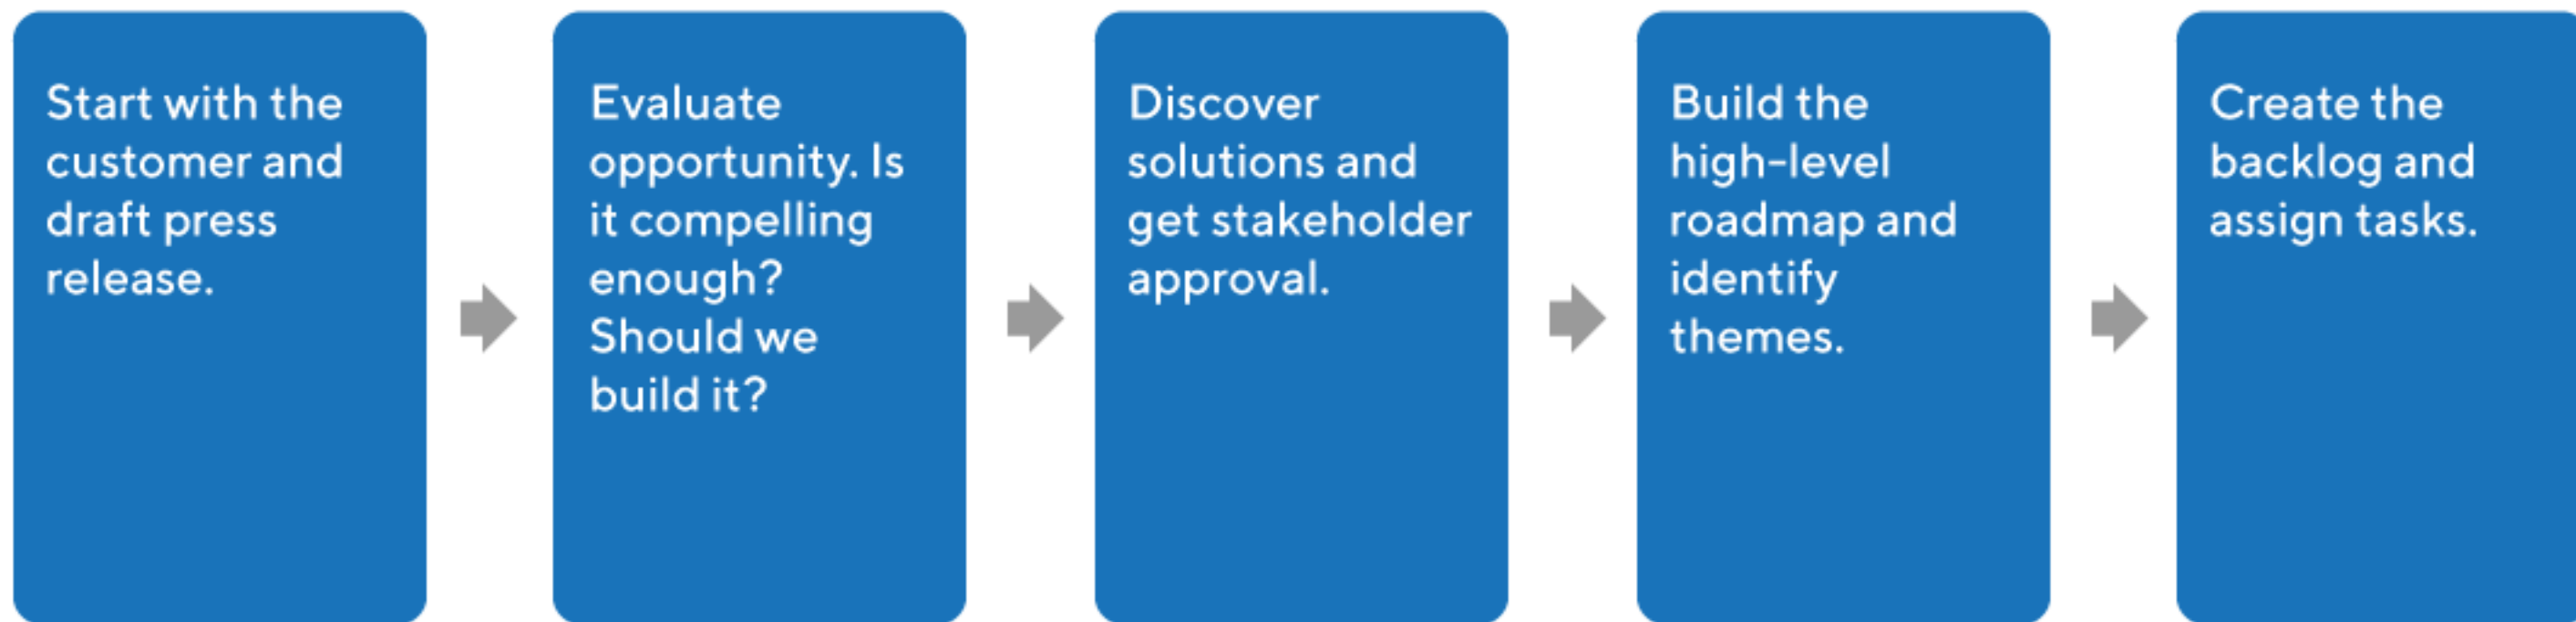 Start with the
customer and
draft press
release.
Evaluate
opportunity. Is
it compelling
enough?
Should we
build it?
Discover
solutions and
get stakeholder
approval.
Build the
high-level
roadmap and
identify
themes.
Create the
backlog and
assign tasks.